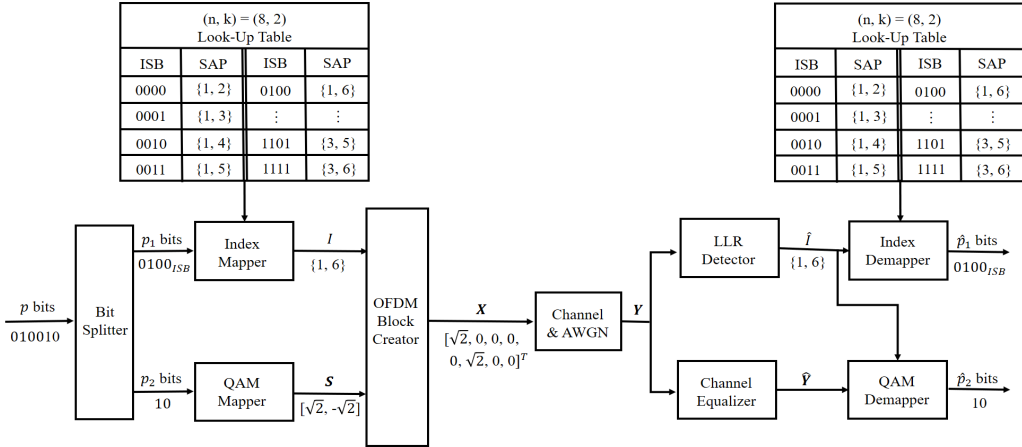 (n, k) = (8, 2)
Look-Up Table
ISB SAP ISB SAP
0000 {1, 2} 0100 {1, 6}
0001 {1, 3} ⋮ ⋮
0010 {1, 4} 1101 {3, 5}
0011 {1, 5} 1111 {3, 6}
(n, k) = (8, 2)
Look-Up Table
ISB SAP ISB SAP
0000 {1, 2} 0100 {1, 6}
0001 {1, 3} ⋮ ⋮
0010 {1, 4} 1101 {3, 5}
0011 {1, 5} 1111 {3, 6}
p bits
010010
Bit
Splitter
p₁ bits
0100ISB
Index
Mapper
I
{1, 6}
p₂ bits
10
QAM
Mapper
S
[√2, -√2]
OFDM
Block
Creator
X
[√2, 0, 0, 0,
0, √2, 0, 0]ᵀ
Channel
& AWGN
Y
LLR
Detector
Î
{1, 6}
Index
Demapper
p̂₁ bits
0100ISB
Channel
Equalizer
Ŷ
QAM
Demapper
p̂₂ bits
10